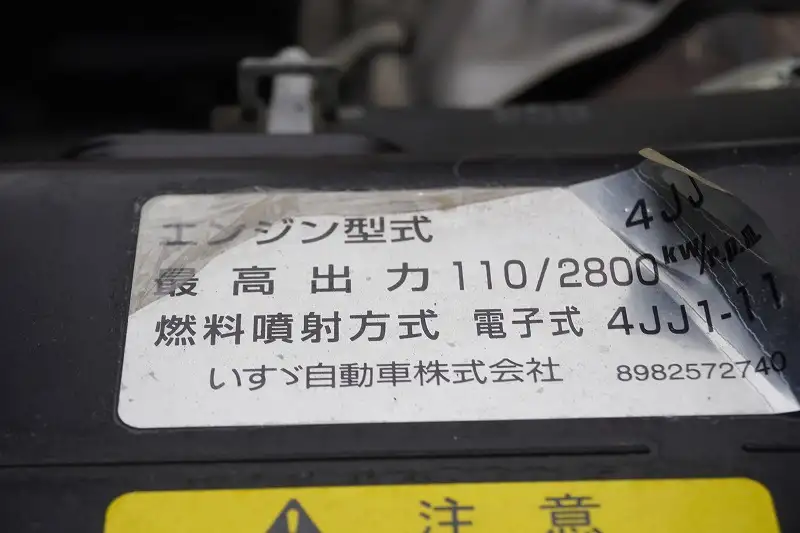 エンジン型式 4JJ
最高出力 110/2800 kW/r.p.m
燃料噴射方式 電子式 4JJ1-11
いすゞ自動車株式会社 8982572740
注意